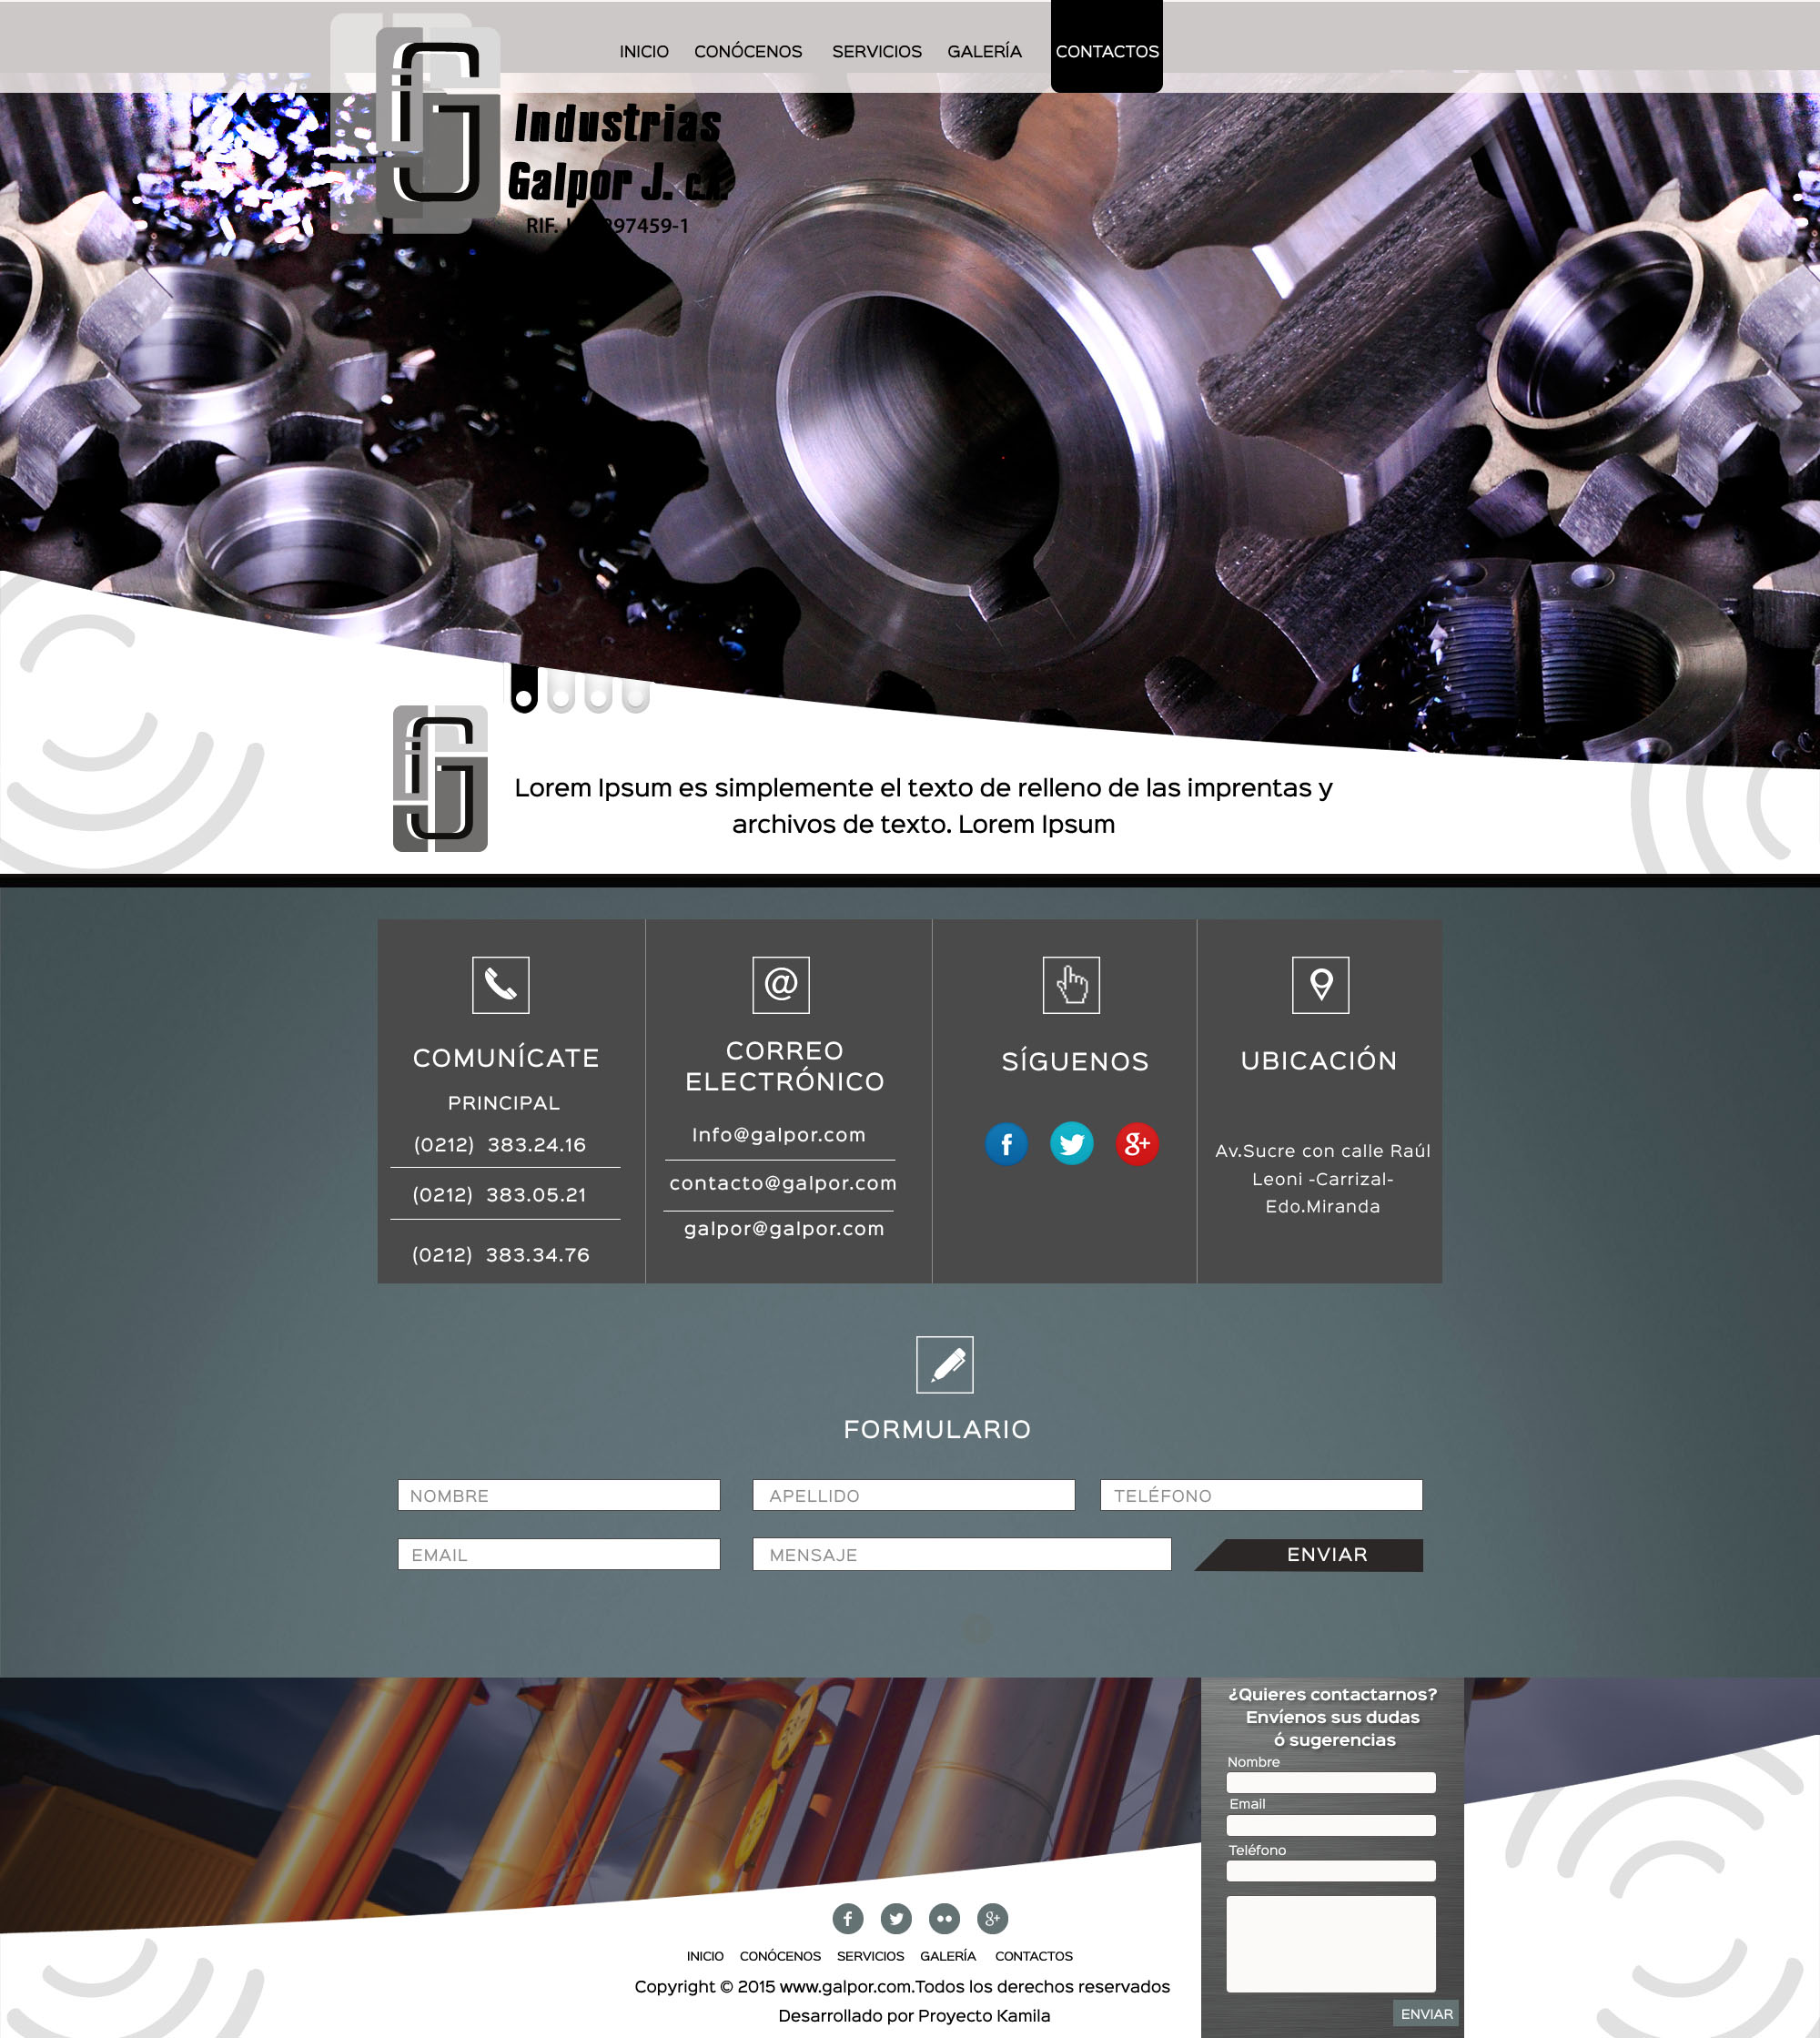 INICIO CONÓCENOS SERVICIOS GALERÍA CONTACTOS
Industrias
Galpor J. c.
RIF.
COMUNÍCATE
PRINCIPAL
(0212) 383.24.16
(0212) 383.05.21
(0212) 383.34.76
CORREO
ELECTRÓNICO
Info@galpor.com
contacto@galpor.com
galpor@galpor.com
SÍGUENOS
f
g+
UBICACIÓN
Av.Sucre con calle Raúl
Leoni -Carrizal-
Edo.Miranda
Lorem Ipsum es simplemente el texto de relleno de las imprentas y
archivos de texto. Lorem Ipsum
FORMULARIO
NOMBRE
APELLIDO
TELÉFONO
EMAIL
MENSAJE
ENVIAR
¿Quieres contactarnos?
Envíenos sus dudas
ó sugerencias
Nombre
Email
Teléfono
ENVIAR
f
g+
INICIO CONÓCENOS SERVICIOS GALERÍA CONTACTOS
Copyright © 2015 www.galpor.com.Todos los derechos reservados
Desarrollado por Proyecto Kamila